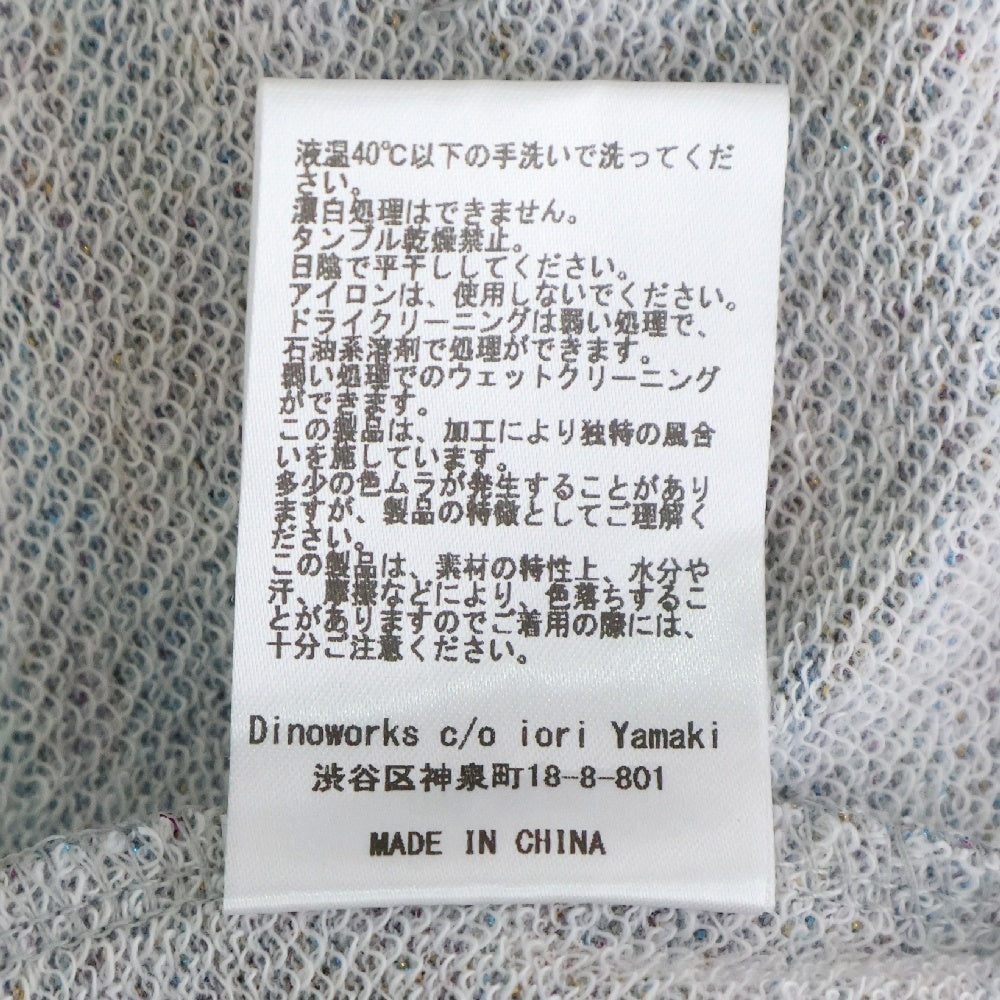 液温40℃以下の手洗いで洗ってくだ
さい。
漂白処理はできません。
タンブル乾燥禁止。
日陰で平干ししてください。
アイロンは、使用しないでください。
ドライクリーニングは弱い処理で、
石油系溶剤で処理ができます。
弱い処理でのウェットクリーニング
ができます。
この製品は、加工により独特の風合
いを施しています。
多少の色ムラが発生することがあり
ますが、製品の特徴としてご理解く
ださい。
この製品は、素材の特性上、水分や
汗、摩擦などにより、色落ちするこ
とがありますのでご着用の際には、
十分ご注意ください。
Dinoworks c/o iori Yamaki
渋谷区神泉町18-8-801
MADE IN CHINA